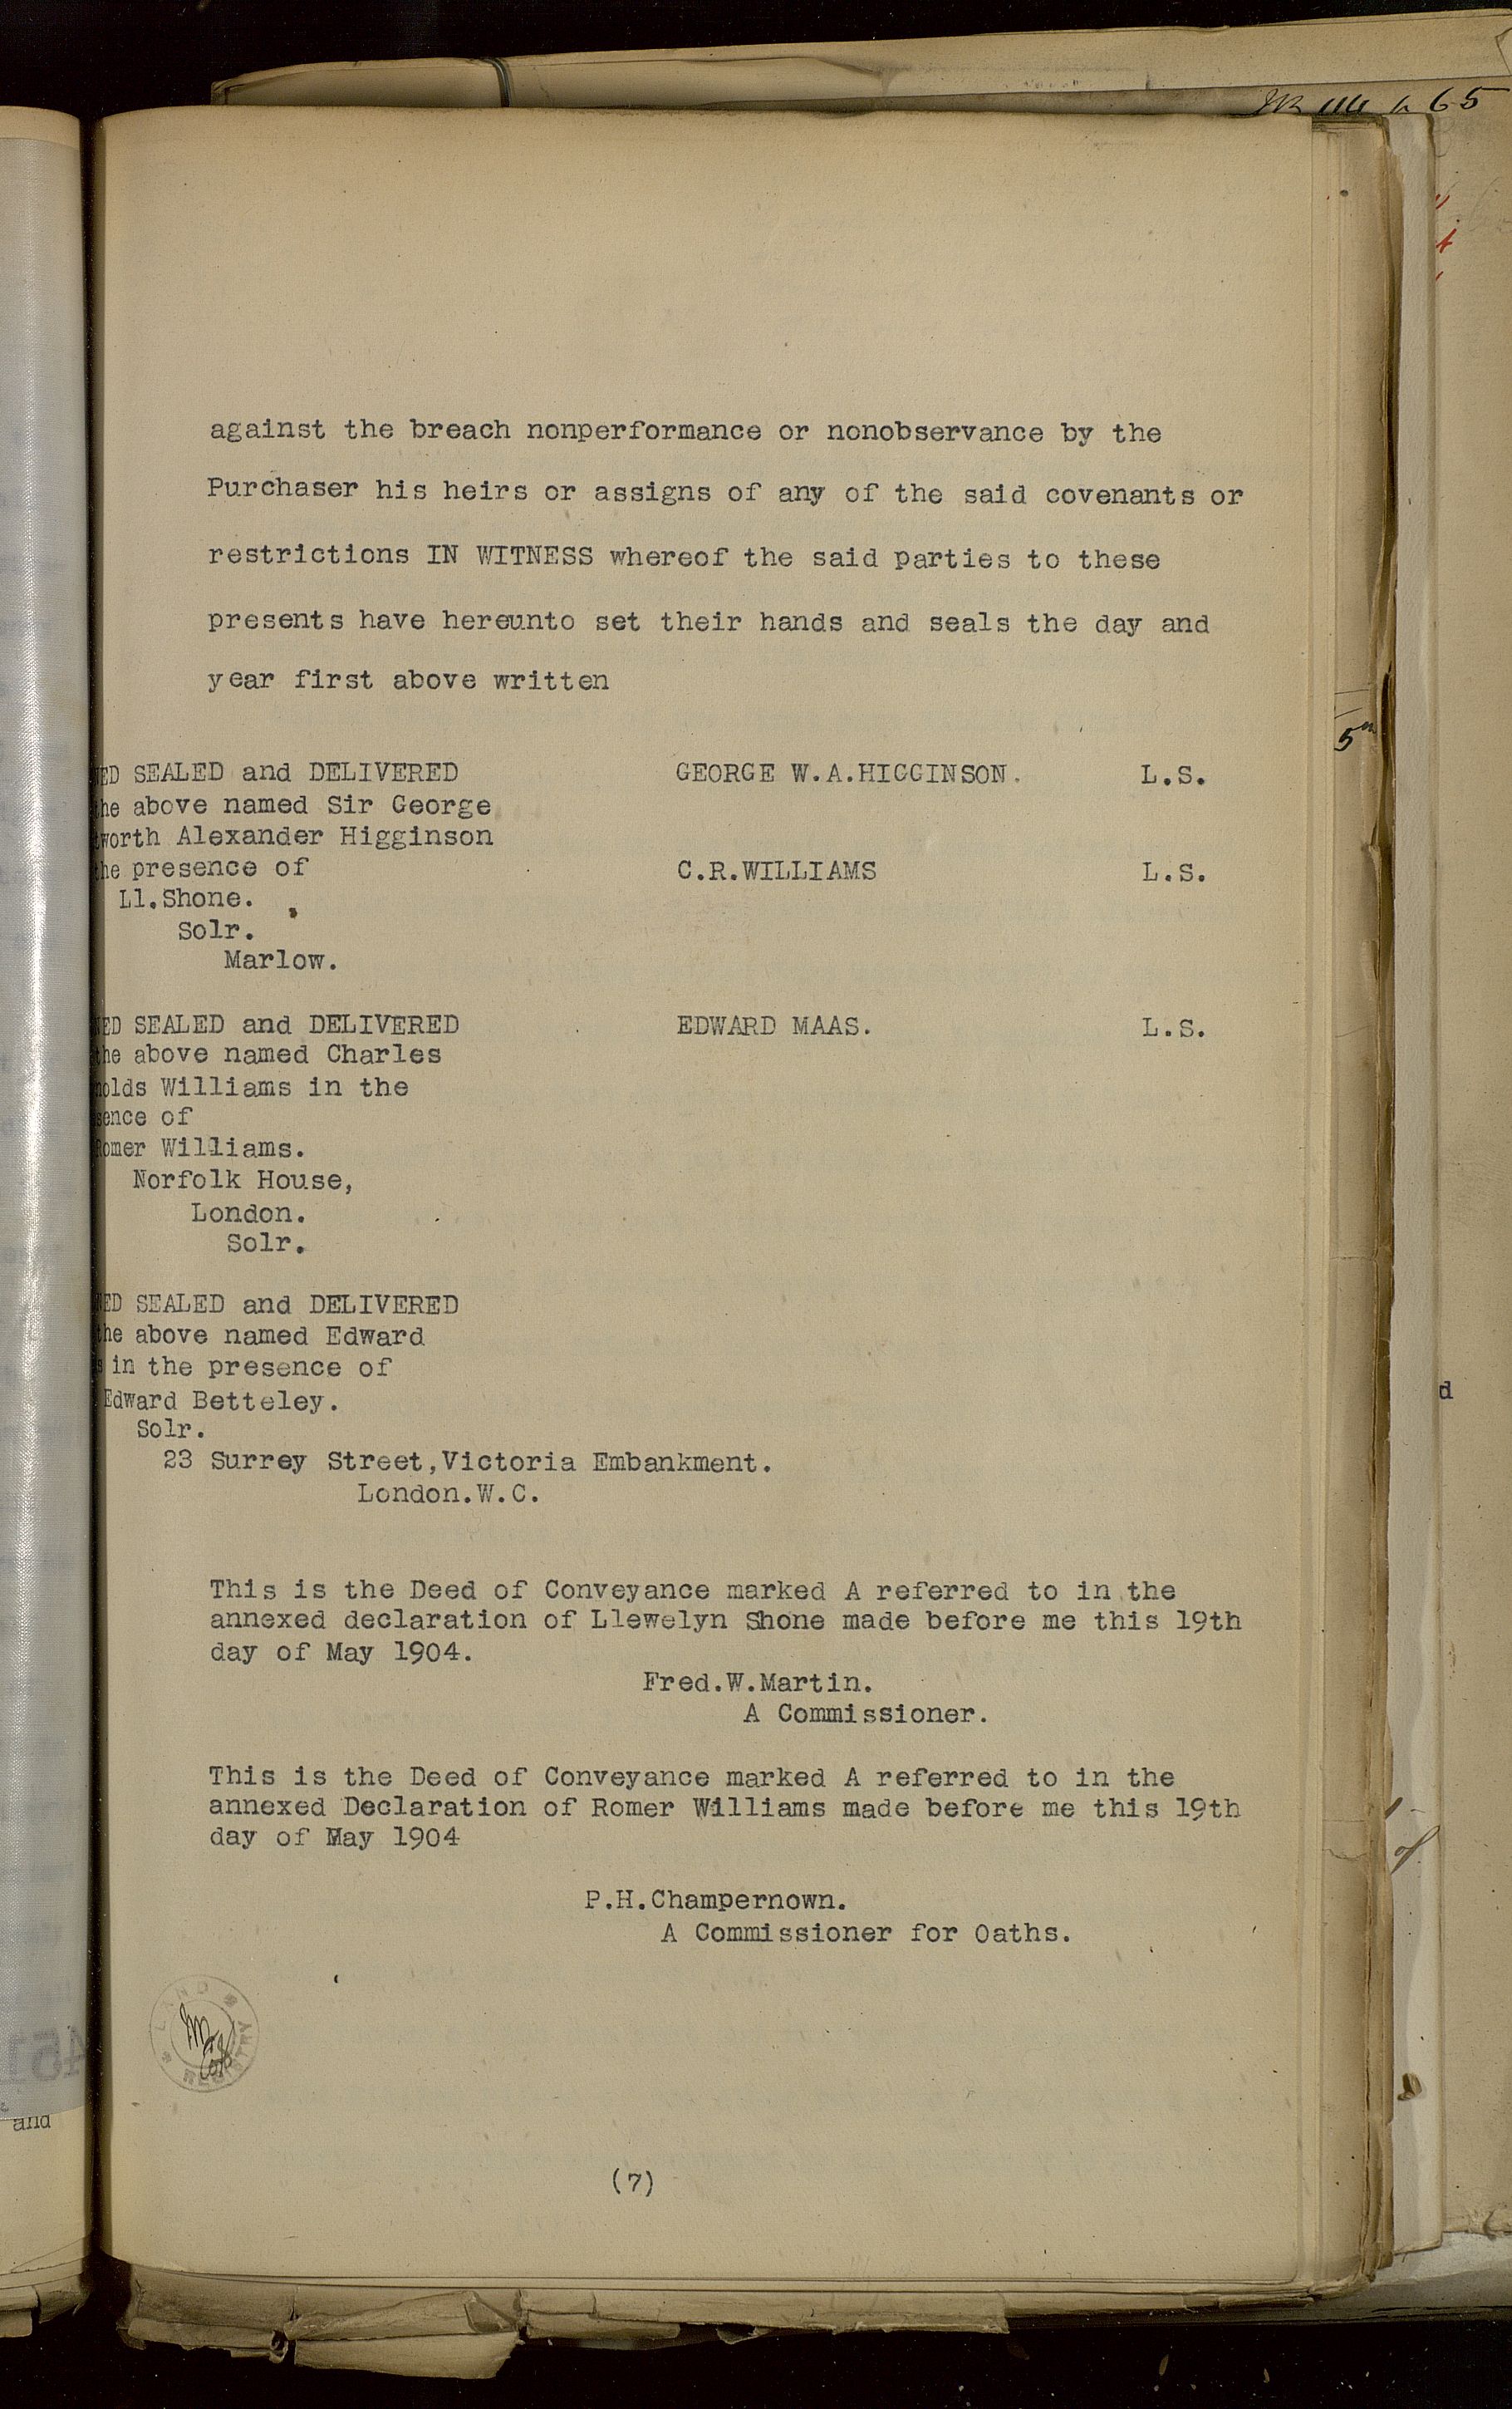 against the breach nonperformance or nonobservance by the
Purchaser his heirs or assigns of any of the said covenants or
restrictions IN WITNESS whereof the said parties to these
presents have hereunto set their hands and seals the day and
year first above written
ED SEALED and DELIVERED
he above named Sir George
worth Alexander Higginson
he presence of
Ll.Shone.
Solr.
Marlow.
GEORGE W.A.HIGGINSON. L.S.
C.R.WILLIAMS L.S.
ED SEALED and DELIVERED
he above named Charles
olds Williams in the
sence of
Romer Williams.
Norfolk House,
London.
Solr.
EDWARD MAAS. L.S.
ED SEALED and DELIVERED
he above named Edward
s in the presence of
Edward Betteley.
Solr.
23 Surrey Street,Victoria Embankment.
London.W.C.
This is the Deed of Conveyance marked A referred to in the
annexed declaration of Llewelyn Shone made before me this 19th
day of May 1904.
Fred.W.Martin.
A Commissioner.
This is the Deed of Conveyance marked A referred to in the
annexed Declaration of Romer Williams made before me this 19th
day of May 1904
P.H.Champernown.
A Commissioner for Oaths.
LAND REGISTRY
(7)
and
65
d
of